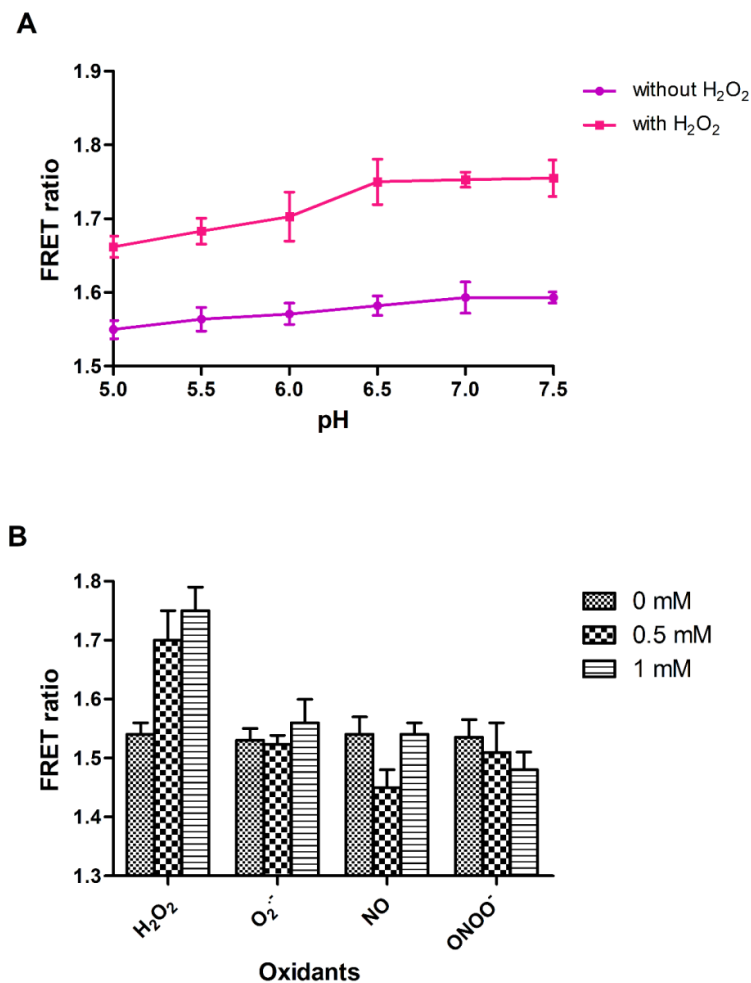 A
FRET ratio
1.9
1.8
1.7
1.6
1.5
5.0 5.5 6.0 6.5 7.0 7.5
pH
without H₂O₂
with H₂O₂
B
FRET ratio
1.8
1.7
1.6
1.5
1.4
1.3
H₂O₂ O₂·- NO ONOO⁻
Oxidants
0 mM
0.5 mM
1 mM